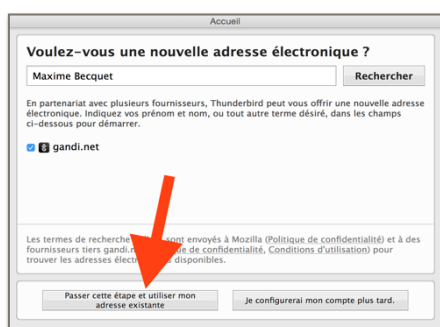 Accueil
Voulez-vous une nouvelle adresse électronique ?
Maxime Becquet
Rechercher
En partenariat avec plusieurs fournisseurs, Thunderbird peut vous offrir une nouvelle adresse
électronique. Indiquez vos prénom et nom, ou tout autre terme désiré, dans les champs
ci-dessous pour démarrer.
gandi.net
Les termes de recherche sont envoyés à Mozilla (Politique de confidentialité) et à des
fournisseurs tiers de confidentialité, Conditions d'utilisation) pour
trouver les adresses disponibles.
Passer cette étape et utiliser mon
adresse existante
Je configurerai mon compte plus tard.